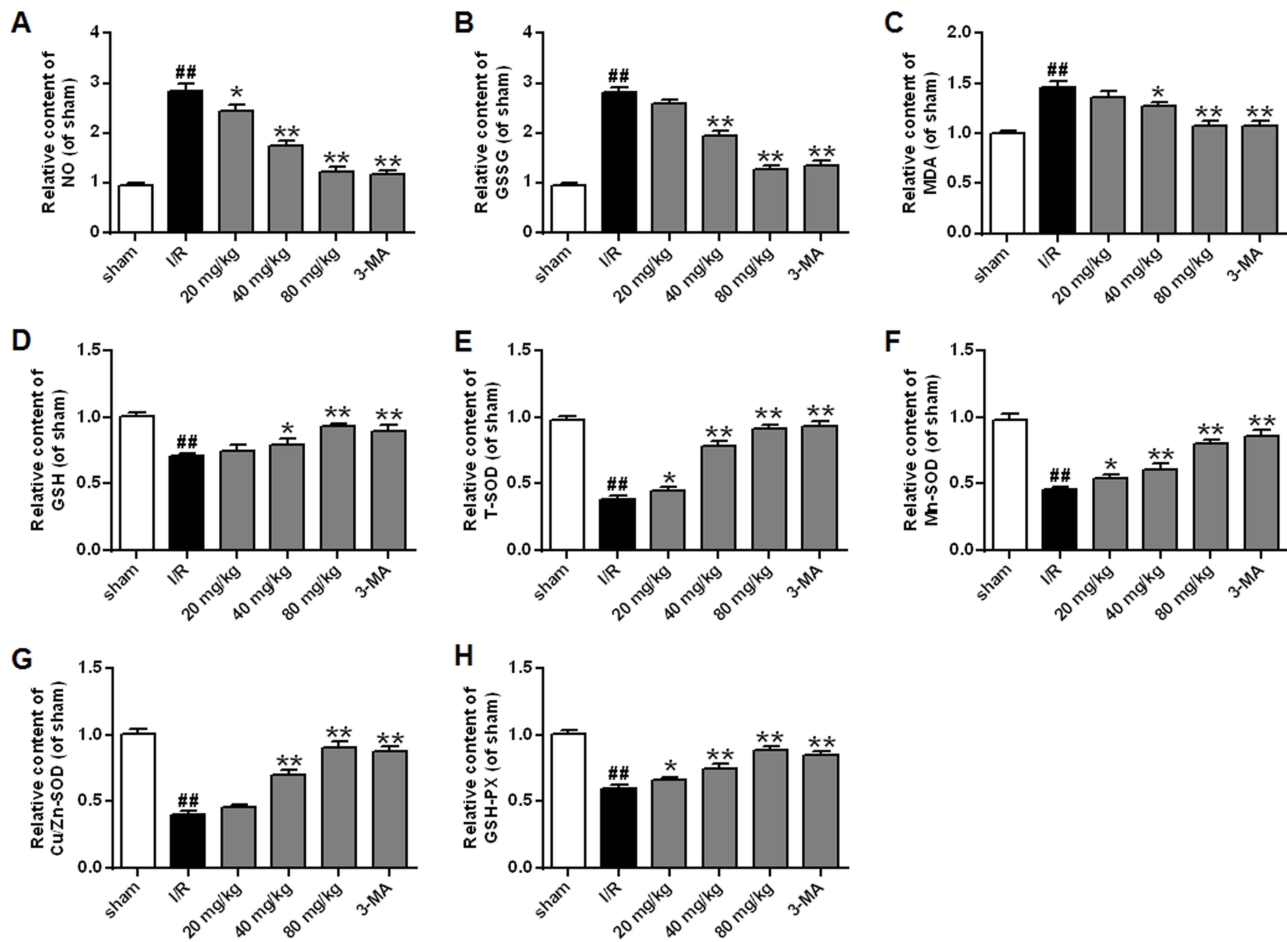 A
Relative content of
NO (of sham)
4
3
2
1
0
##
*
**
**
**
sham
I/R
20 mg/kg
40 mg/kg
80 mg/kg
3-MA
B
Relative content of
GSSG (of sham)
4
3
2
1
0
##
**
**
**
sham
I/R
20 mg/kg
40 mg/kg
80 mg/kg
3-MA
C
Relative content of
MDA (of sham)
2.0
1.5
1.0
0.5
0.0
##
*
**
**
sham
I/R
20 mg/kg
40 mg/kg
80 mg/kg
3-MA
D
Relative content of
GSH (of sham)
1.5
1.0
0.5
0.0
##
*
**
**
sham
I/R
20 mg/kg
40 mg/kg
80 mg/kg
3-MA
E
Relative content of
T-SOD (of sham)
1.5
1.0
0.5
0.0
##
*
**
**
**
sham
I/R
20 mg/kg
40 mg/kg
80 mg/kg
3-MA
F
Relative content of
Mn-SOD (of sham)
1.5
1.0
0.5
0.0
##
*
**
**
**
sham
I/R
20 mg/kg
40 mg/kg
80 mg/kg
3-MA
G
Relative content of
Cu/Zn-SOD (of sham)
1.5
1.0
0.5
0.0
##
**
**
**
sham
I/R
20 mg/kg
40 mg/kg
80 mg/kg
3-MA
H
Relative content of
GSH-PX (of sham)
1.5
1.0
0.5
0.0
##
*
**
**
**
sham
I/R
20 mg/kg
40 mg/kg
80 mg/kg
3-MA